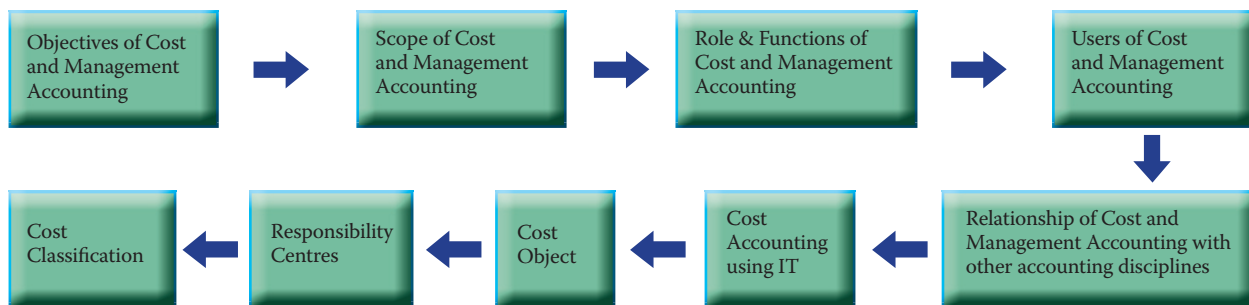 Objectives of Cost
and Management
Accounting
Scope of Cost
and Management
Accounting
Role & Functions of
Cost and Management
Accounting
Users of Cost
and Management
Accounting
Relationship of Cost and
Management Accounting with
other accounting disciplines
Cost
Accounting
using IT
Cost
Object
Responsibility
Centres
Cost
Classification